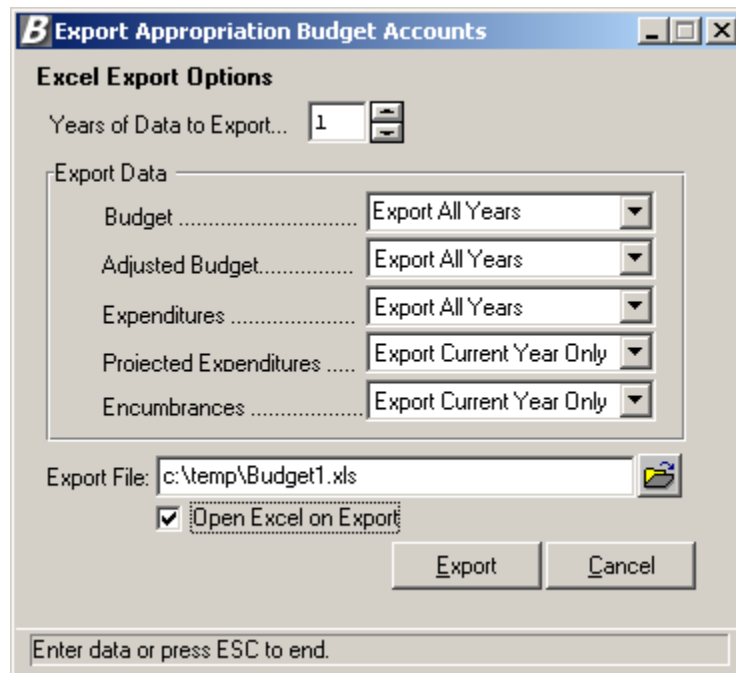 B Export Appropriation Budget Accounts
Excel Export Options
Years of Data to Export... 1
Export Data
Budget ............................ Export All Years
Adjusted Budget................. Export All Years
Expenditures ..................... Export All Years
Projected Expenditures ..... Export Current Year Only
Encumbrances ................... Export Current Year Only
Export File: c:\temp\Budget1.xls
Open Excel on Export
Export Cancel
Enter data or press ESC to end.